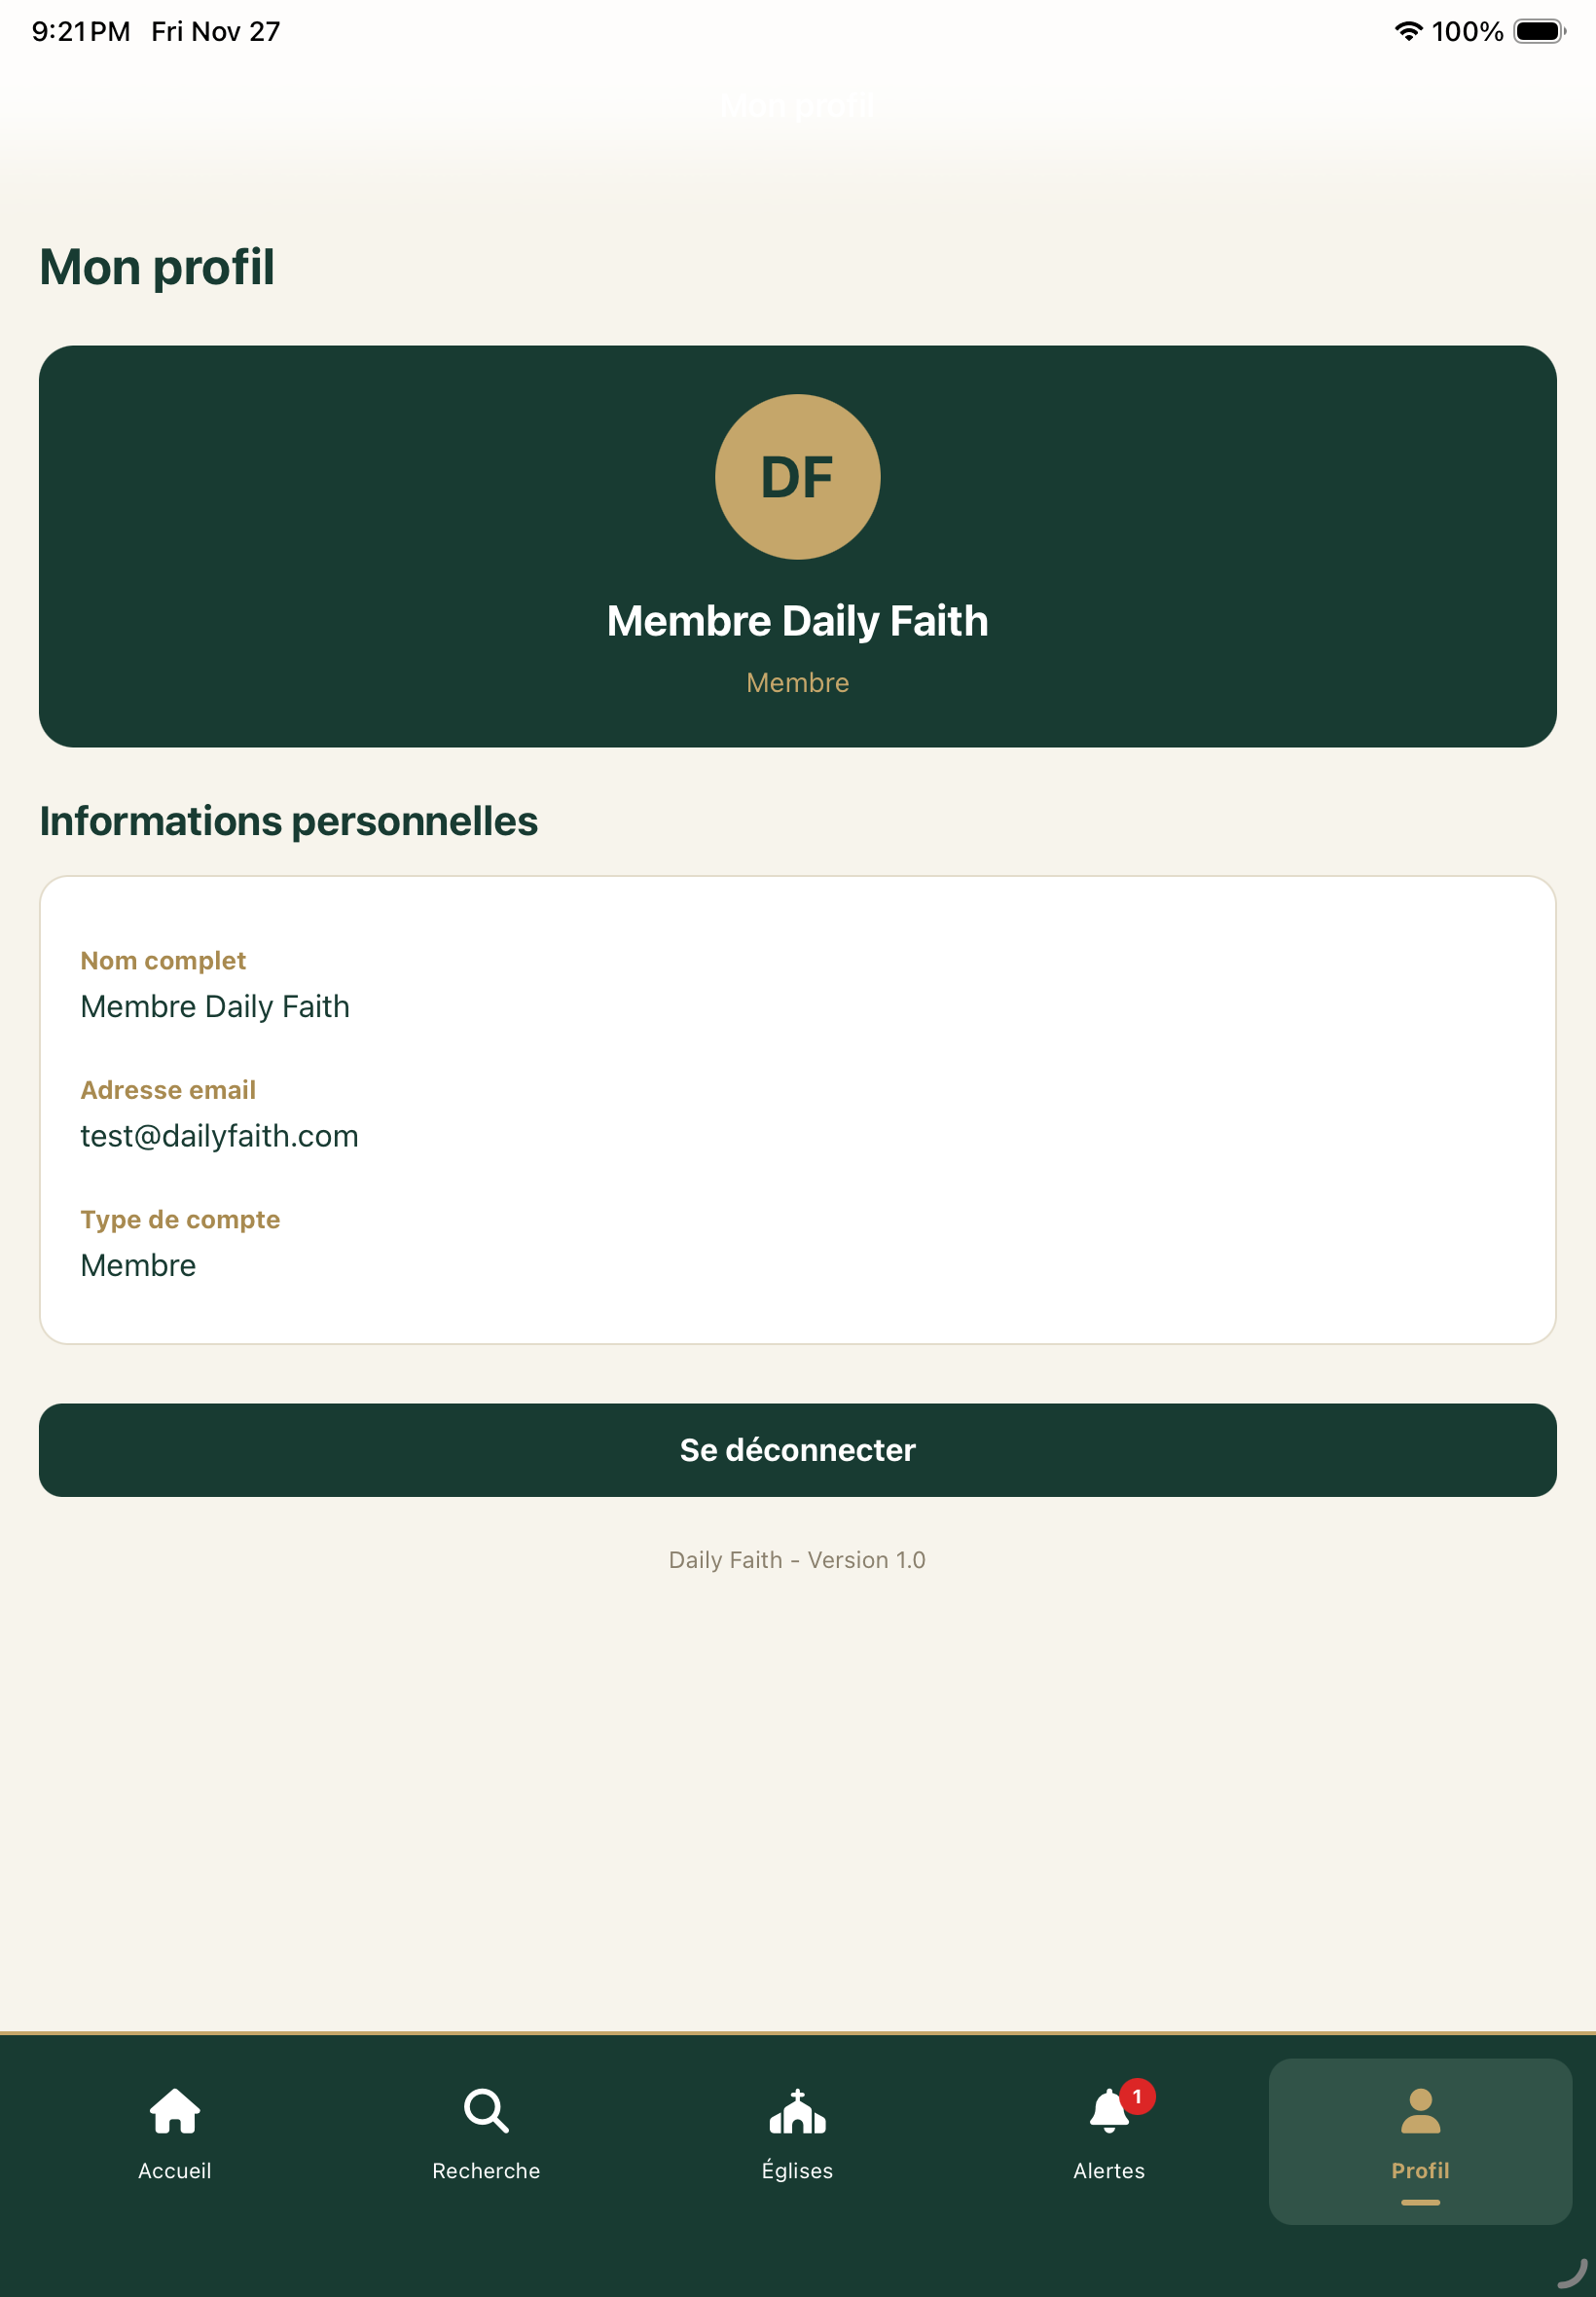 9:21 PM Fri Nov 27 100%
Mon profil
Mon profil
DF
Membre Daily Faith
Membre
Informations personnelles
Nom complet
Membre Daily Faith
Adresse email
test@dailyfaith.com
Type de compte
Membre
Se déconnecter
Daily Faith - Version 1.0
1
Accueil Recherche Églises Alertes Profil